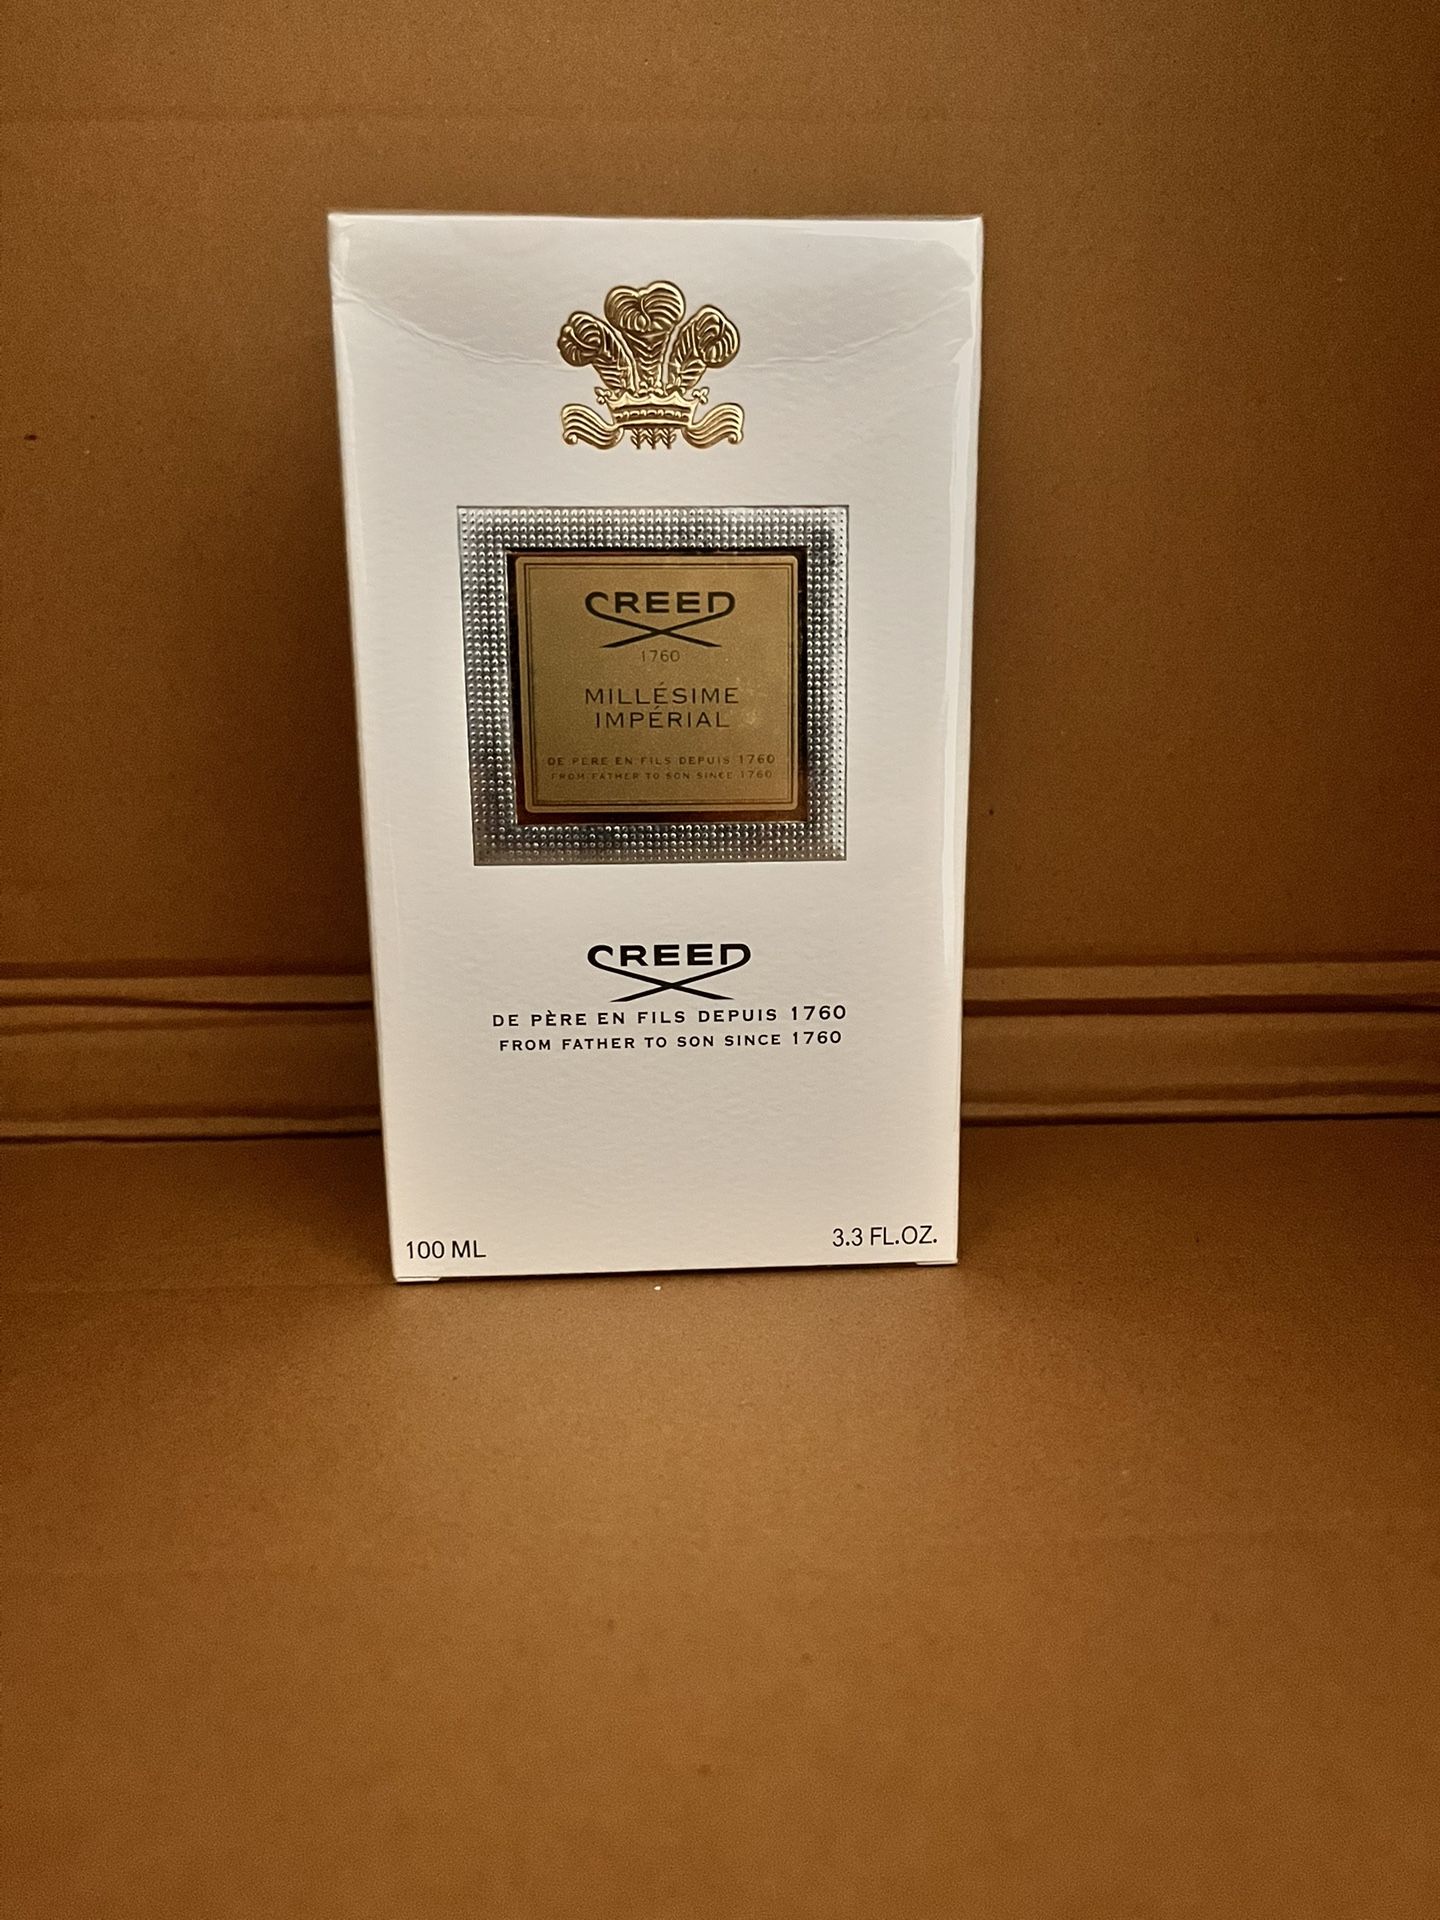 CREED
1760
MILLÉSIME
IMPÉRIAL
DE PÈRE EN FILS DEPUIS 1760
FROM FATHER TO SON SINCE 1760
CREED
DE PÈRE EN FILS DEPUIS 1760
FROM FATHER TO SON SINCE 1760
100 ML
3.3 FL.OZ.